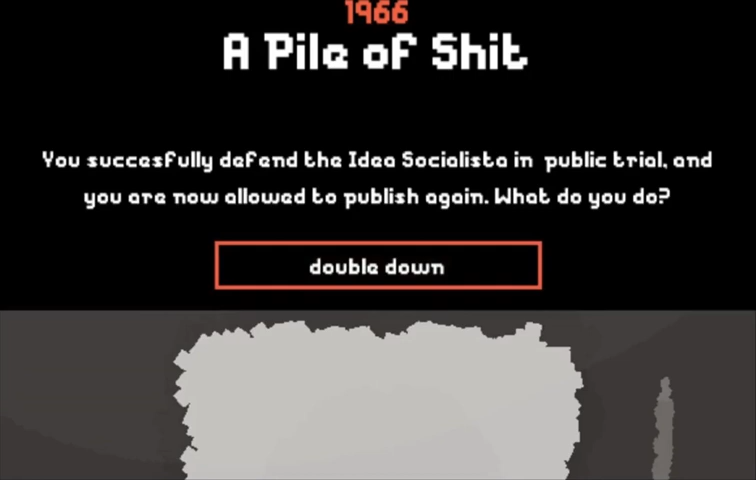 1966
A Pile of Shit
You succesfully defend the Idea Socialista in public trial, and
you are now allowed to publish again. What do you do?
double down